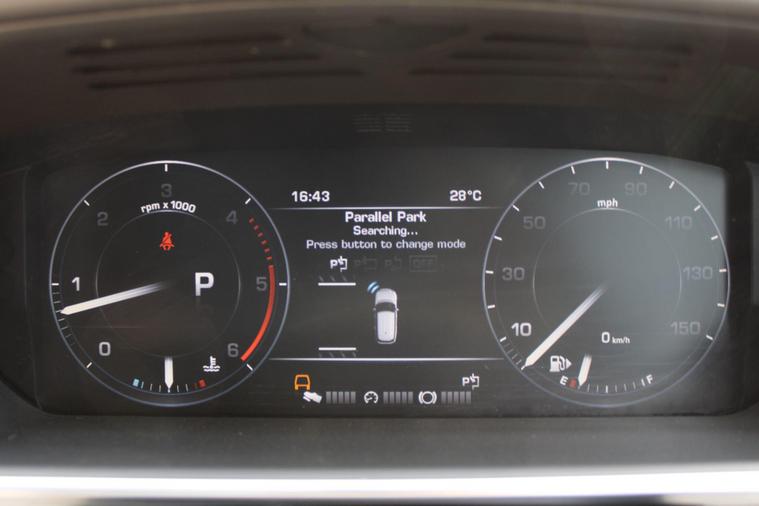 16:43 28°C
Parallel Park
Searching...
Press button to change mode
P P P OFF
rpm x 1000
0 1 2 3 4 5 6
P
mph
10 30 50 70 90 110 130 150
0 km/h
E F
P